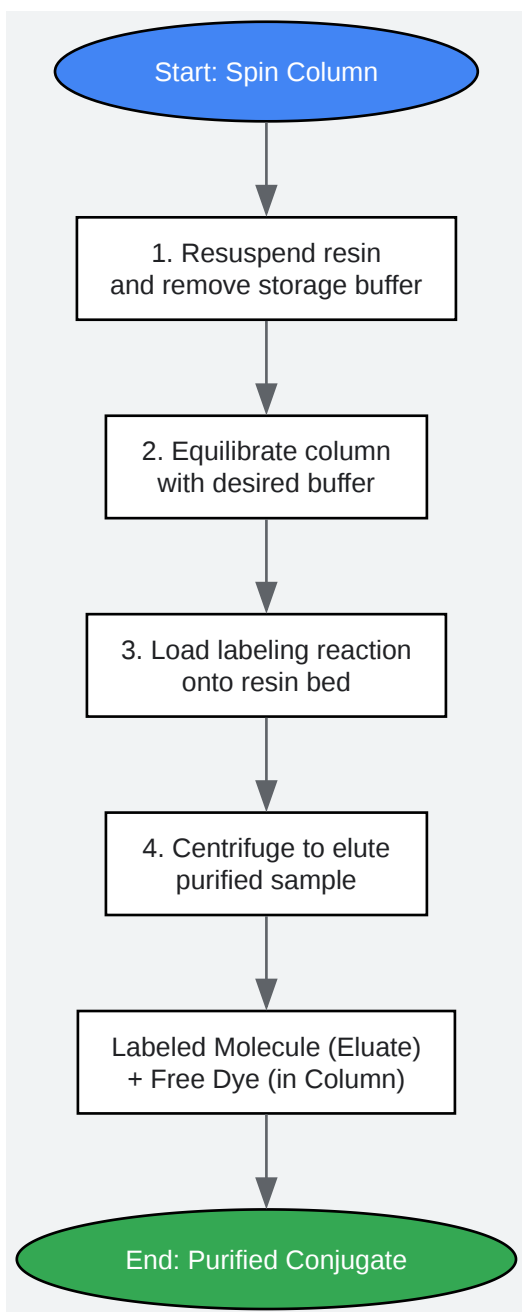 Start: Spin Column
1. Resuspend resin
and remove storage buffer
2. Equilibrate column
with desired buffer
3. Load labeling reaction
onto resin bed
4. Centrifuge to elute
purified sample
Labeled Molecule (Eluate)
+ Free Dye (in Column)
End: Purified Conjugate